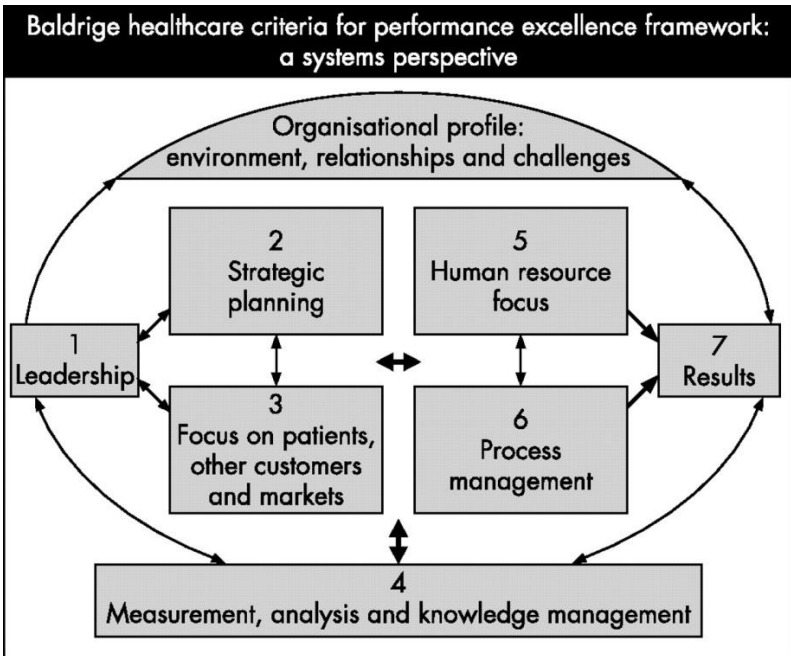 Baldrige healthcare criteria for performance excellence framework:
a systems perspective
Organisational profile:
environment, relationships and challenges
2
Strategic
planning
5
Human resource
focus
1
Leadership
7
Results
3
Focus on patients,
other customers
and markets
6
Process
management
4
Measurement, analysis and knowledge management